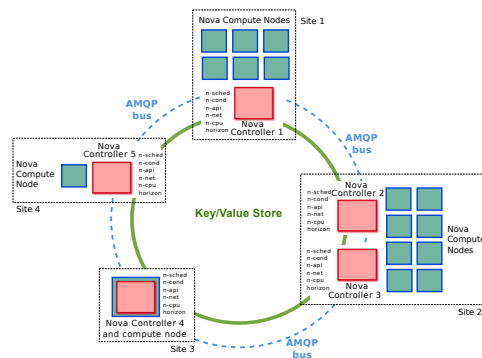 Nova Compute Nodes
Site 1
n-sched
n-cond
n-api
n-net
n-cpu
horizon
Nova
Controller 1
AMQP
bus
AMQP
bus
Nova
Controller 5
Nova
Compute
Node
n-sched
n-cond
n-api
n-net
n-cpu
horizon
Site 4
Key/Value Store
n-sched
n-cond
n-api
n-net
n-cpu
horizon
Nova
Controller 2
n-sched
n-cond
n-api
n-net
n-cpu
horizon
Nova
Controller 3
Nova
Compute
Nodes
Site 2
n-sched
n-cond
n-api
n-net
n-cpu
horizon
Nova Controller 4
and compute node
Site 3
AMQP
bus